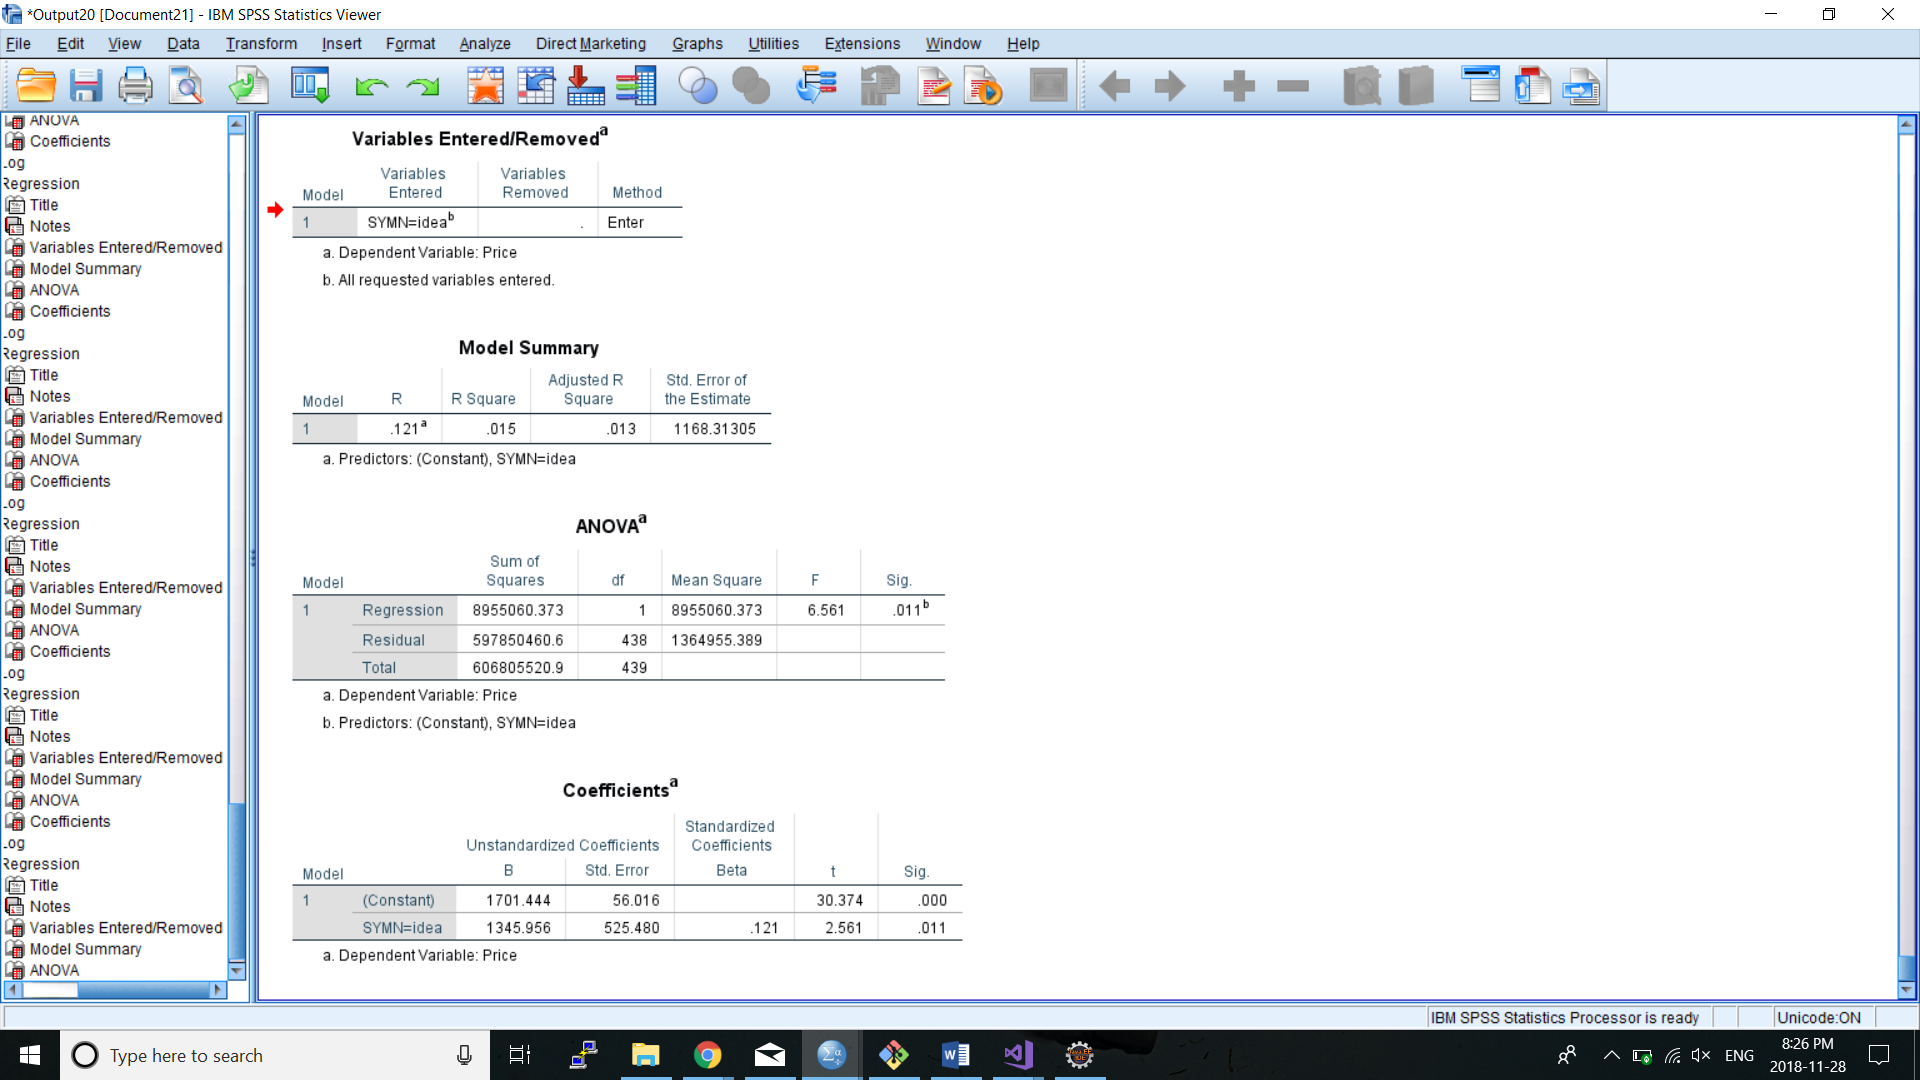 *Output20 [Document21] - IBM SPSS Statistics Viewer
File Edit View Data Transform Insert Format Analyze Direct Marketing Graphs Utilities Extensions Window Help
ANOVA
Coefficients
Log
Regression
Title
Notes
Variables Entered/Removed
Model Summary
ANOVA
Coefficients
Log
Regression
Title
Notes
Variables Entered/Removed
Model Summary
ANOVA
Coefficients
Log
Regression
Title
Notes
Variables Entered/Removed
Model Summary
ANOVA
Coefficients
Log
Regression
Title
Notes
Variables Entered/Removed
Model Summary
ANOVA
Coefficients
Log
Regression
Title
Notes
Variables Entered/Removed
Model Summary
ANOVA
Variables Entered/Removedᵃ
Model Variables Entered Variables Removed Method
1 SYMN=ideaᵇ . Enter
a. Dependent Variable: Price
b. All requested variables entered.
Model Summary
Model R R Square Adjusted R Square Std. Error of the Estimate
1 .121ᵃ .015 .013 1168.31305
a. Predictors: (Constant), SYMN=idea
ANOVAᵃ
Model Sum of Squares df Mean Square F Sig.
1 Regression 8955060.373 1 8955060.373 6.561 .011ᵇ
Residual 597850460.6 438 1364955.389
Total 606805520.9 439
a. Dependent Variable: Price
b. Predictors: (Constant), SYMN=idea
Coefficientsᵃ
Unstandardized Coefficients Standardized Coefficients
Model B Std. Error Beta t Sig.
1 (Constant) 1701.444 56.016 30.374 .000
SYMN=idea 1345.956 525.480 .121 2.561 .011
a. Dependent Variable: Price
IBM SPSS Statistics Processor is ready Unicode:ON
Type here to search
ENG
8:26 PM
2018-11-28